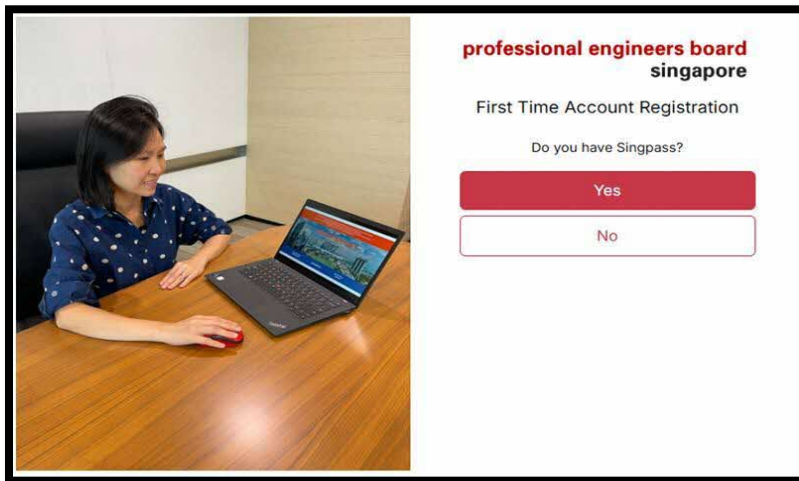 professional engineers board
singapore
First Time Account Registration
Do you have Singpass?
Yes
No